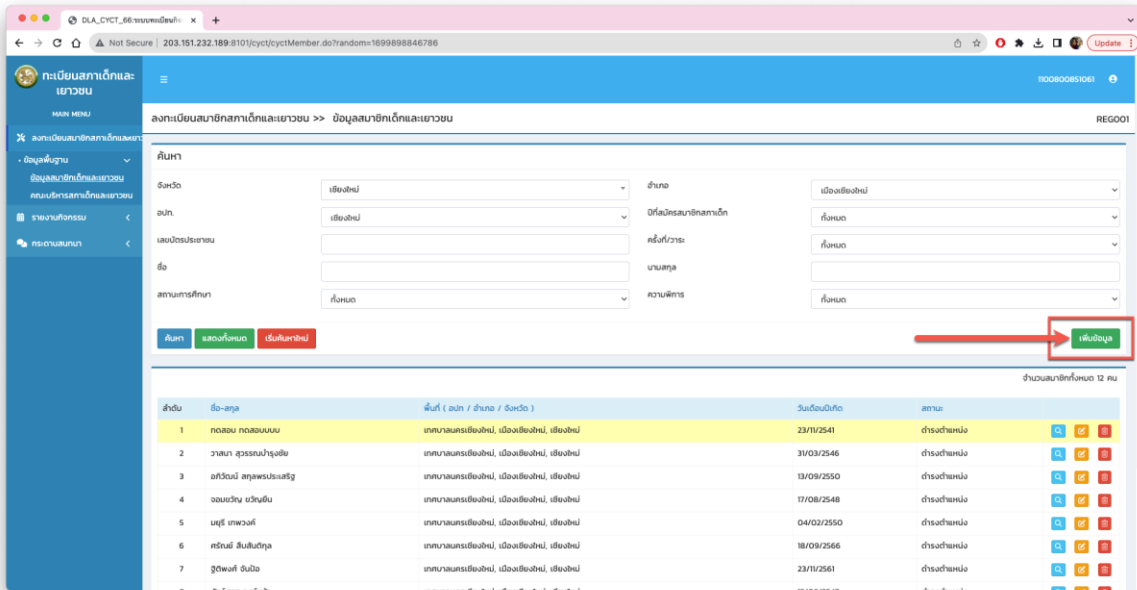 DLA_CYCT_66:ระบบทะเบียนกิจ
Not Secure 203.151.232.189:8101/cyct/cyctMember.do?random=1699898846786
Update
ทะเบียนสภาเด็กและ
เยาวชน
1100800851061
MAIN MENU
ลงทะเบียนสมาชิกสภาเด็กและเยาว
ข้อมูลพื้นฐาน
ข้อมูลสมาชิกเด็กและเยาวชน
คณะบริหารสภาเด็กและเยาวชน
รายงานกิจกรรม
กระดานสนทนา
ลงทะเบียนสมาชิกสภาเด็กและเยาวชน >> ข้อมูลสมาชิกเด็กและเยาวชน REG001
ค้นหา
จังหวัด เชียงใหม่ อำเภอ เมืองเชียงใหม่
อปท. เชียงใหม่ ปีที่สมัครสมาชิกสภาเด็ก ทั้งหมด
เลขบัตรประชาชน ครั้งที่/วาระ ทั้งหมด
ชื่อ นามสกุล
สถานะการศึกษา ทั้งหมด ความพิการ ทั้งหมด
ค้นหา แสดงทั้งหมด เริ่มค้นหาใหม่ เพิ่มข้อมูล
จำนวนสมาชิกทั้งหมด 12 คน
ลำดับ ชื่อ-สกุล พื้นที่ ( อปท / อำเภอ / จังหวัด ) วันเดือนปีเกิด สถานะ
1 ทดสอบ ทดสอบบบบ เทศบาลนครเชียงใหม่, เมืองเชียงใหม่, เชียงใหม่ 23/11/2541 ดำรงตำแหน่ง
2 วาสนา สุวรรณบำรุงชัย เทศบาลนครเชียงใหม่, เมืองเชียงใหม่, เชียงใหม่ 31/03/2546 ดำรงตำแหน่ง
3 อภิวัฒน์ สกุลพรประเสริฐ เทศบาลนครเชียงใหม่, เมืองเชียงใหม่, เชียงใหม่ 13/09/2550 ดำรงตำแหน่ง
4 จอมขวัญ ขวัญยืน เทศบาลนครเชียงใหม่, เมืองเชียงใหม่, เชียงใหม่ 17/08/2548 ดำรงตำแหน่ง
5 มยุรี เทพวงค์ เทศบาลนครเชียงใหม่, เมืองเชียงใหม่, เชียงใหม่ 04/02/2550 ดำรงตำแหน่ง
6 ศรัณย์ สืบสันติกุล เทศบาลนครเชียงใหม่, เมืองเชียงใหม่, เชียงใหม่ 18/09/2566 ดำรงตำแหน่ง
7 ฐิติพงศ์ จันป้อ เทศบาลนครเชียงใหม่, เมืองเชียงใหม่, เชียงใหม่ 23/11/2561 ดำรงตำแหน่ง